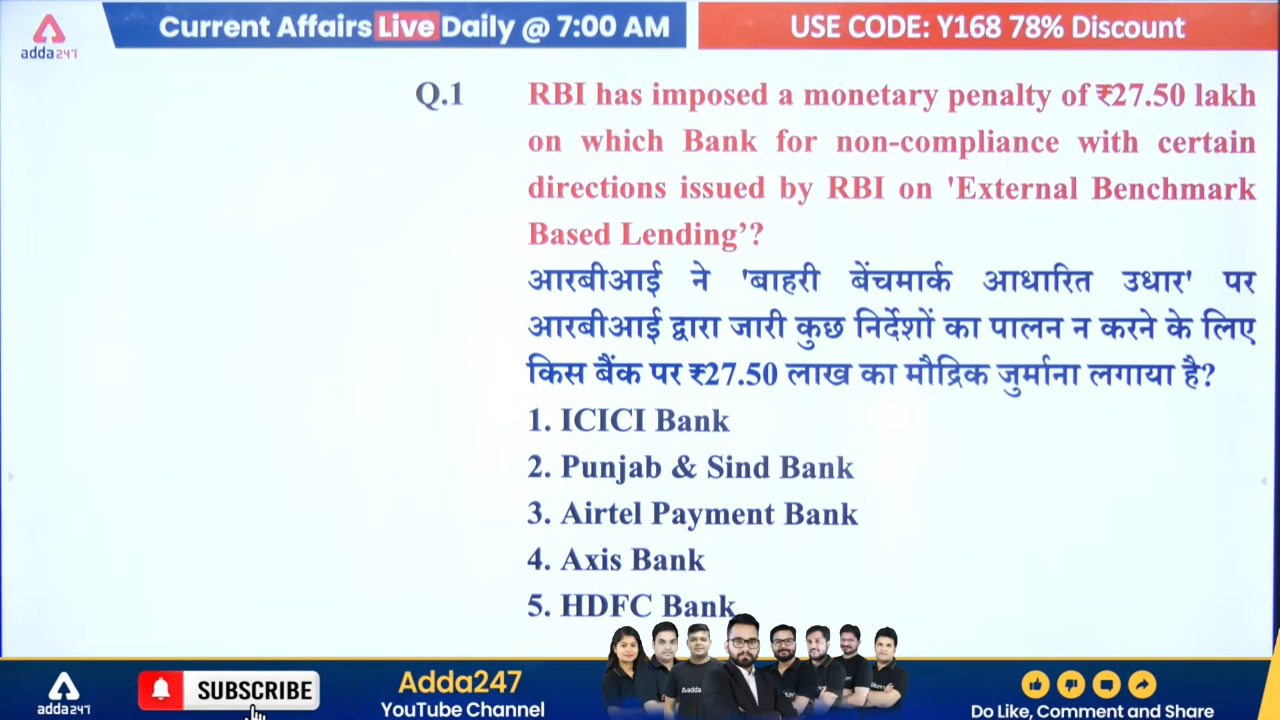 adda247
Current Affairs Live Daily @ 7:00 AM
USE CODE: Y168 78% Discount
Q.1
RBI has imposed a monetary penalty of ₹27.50 lakh
on which Bank for non-compliance with certain
directions issued by RBI on 'External Benchmark
Based Lending’?
आरबीआई ने 'बाहरी बेंचमार्क आधारित उधार' पर
आरबीआई द्वारा जारी कुछ निर्देशों का पालन न करने के लिए
किस बैंक पर ₹27.50 लाख का मौद्रिक जुर्माना लगाया है?
1. ICICI Bank
2. Punjab & Sind Bank
3. Airtel Payment Bank
4. Axis Bank
5. HDFC Bank
adda247
SUBSCRIBE
Adda247
YouTube Channel
Adda
Do Like, Comment and Share